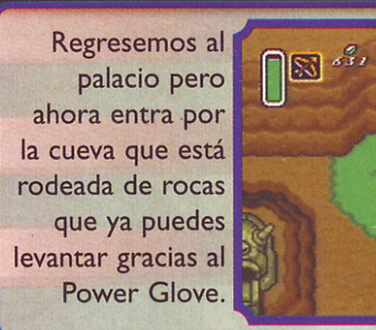 Regresemos al
palacio pero
ahora entra por
la cueva que está
rodeada de rocas
que ya puedes
levantar gracias al
Power Glove.
631